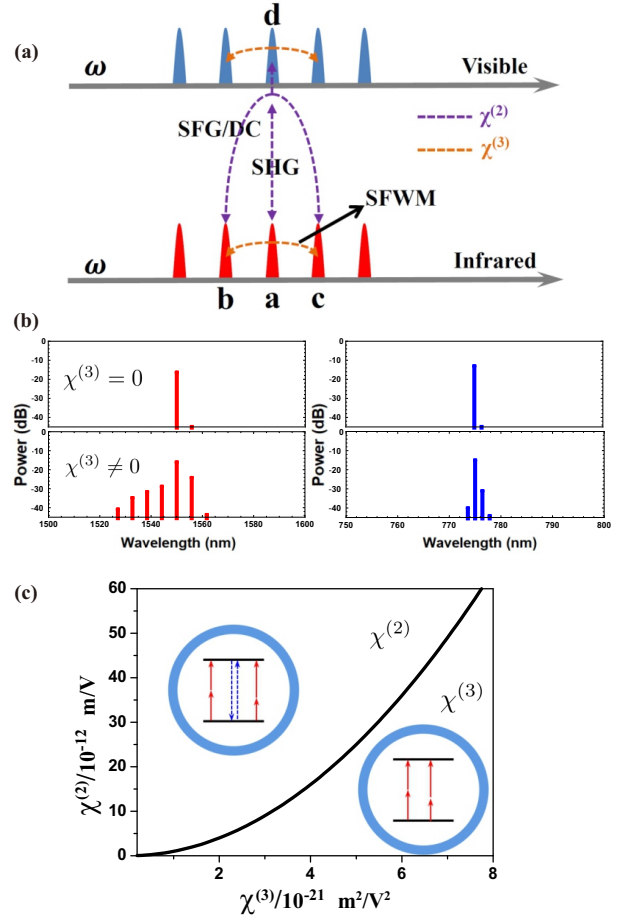 (a)
d
ω
Visible
SFG/DC
SHG
χ(2)
χ(3)
SFWM
ω
Infrared
b a c
(b)
χ(3) = 0
χ(3) ≠ 0
Power (dB)
0
-10
-20
-30
-40
0
-10
-20
-30
-40
1500 1520 1540 1560 1580 1600
Wavelength (nm)
Power (dB)
0
-10
-20
-30
-40
0
-10
-20
-30
-40
750 760 770 780 790 800
Wavelength (nm)
(c)
χ(2)/10-12 m/V
60
50
40
30
20
10
0
χ(2)
χ(3)
2 4 6 8
χ(3)/10-21 m2/V2